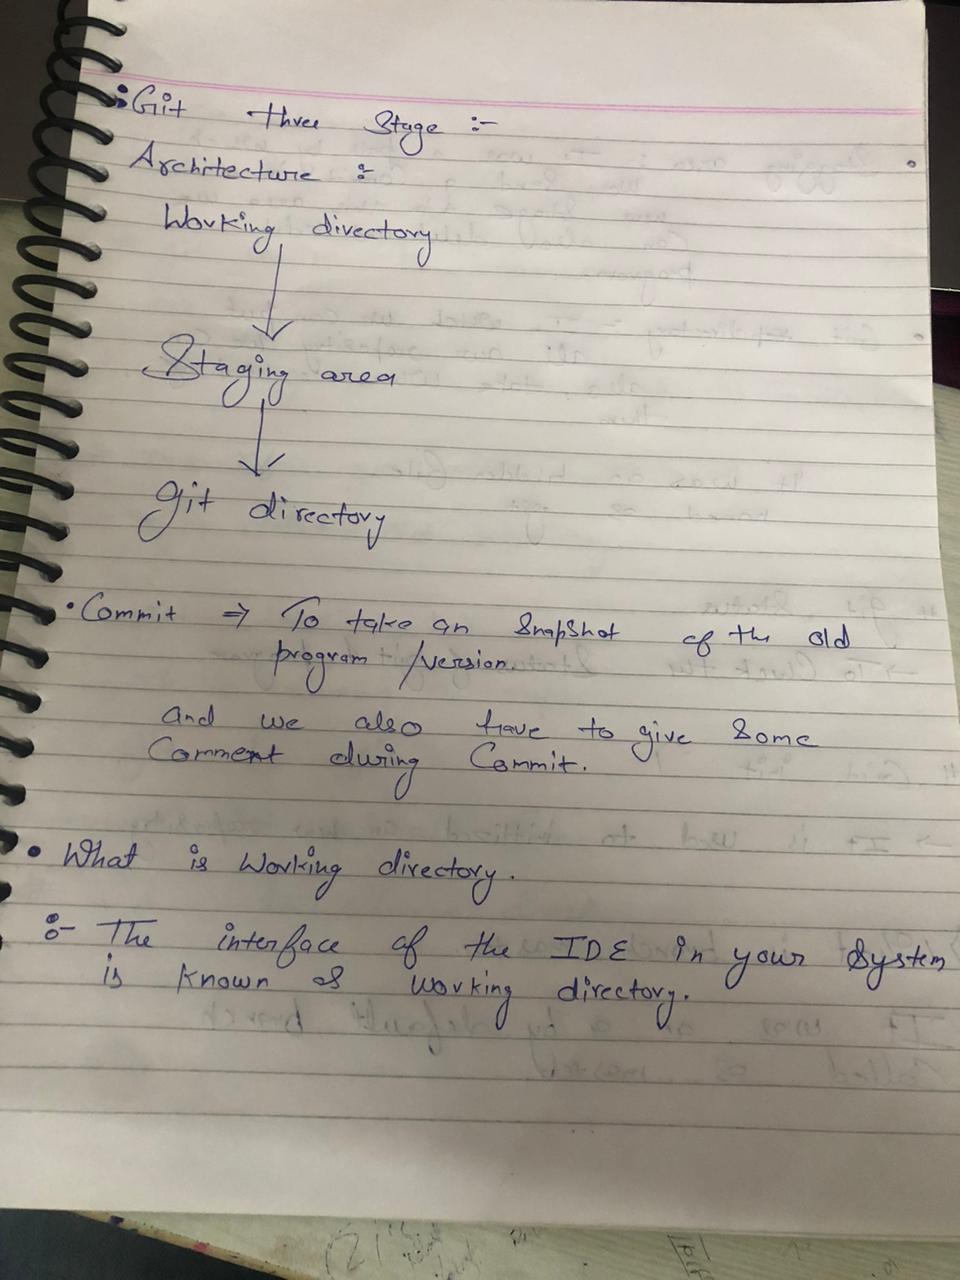 • Git three Stage :-
Architecture :-
Working directory
Staging area
git directory
• Commit ⇒ To take an Snapshot of the old
program /version
and we also have to give some
Comment during Commit.
• What is Working directory.
:- The interface of the IDE in your System
is known as working directory.